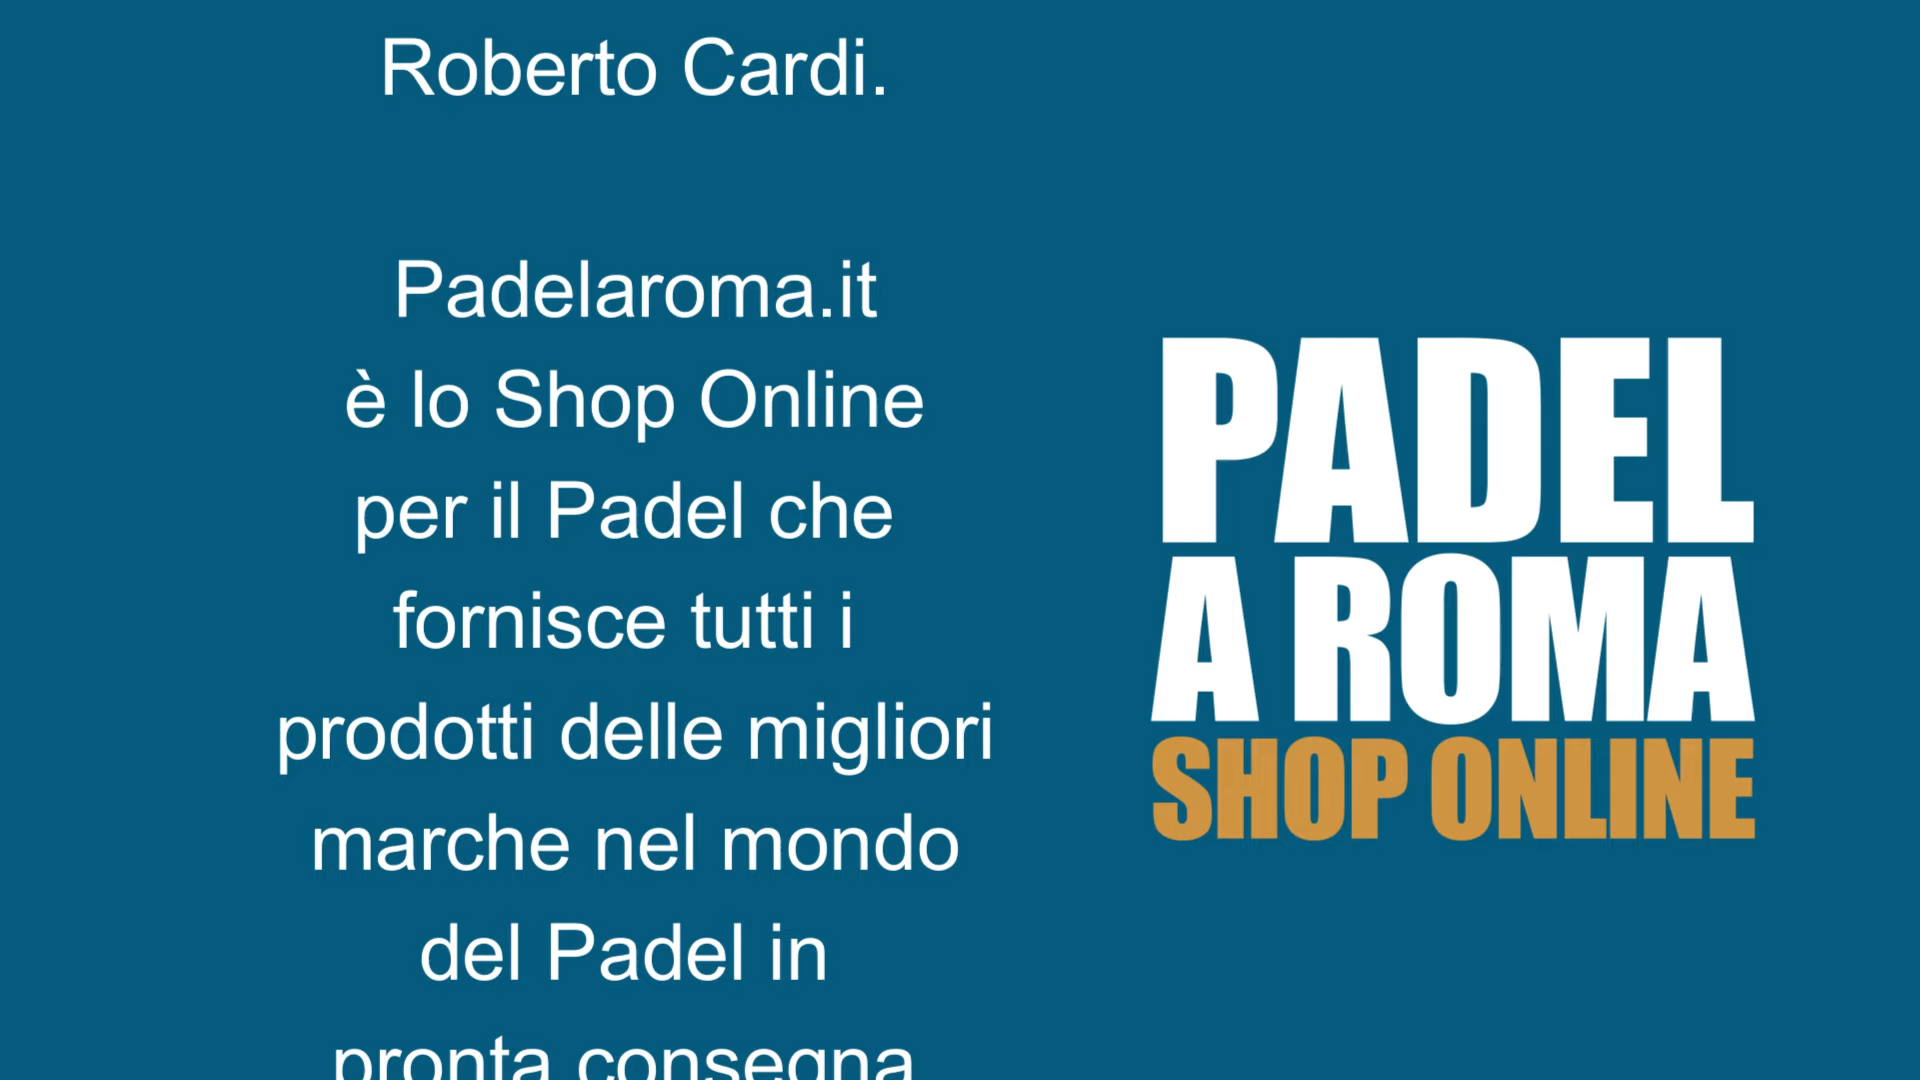 Roberto Cardi.
Padelaroma.it
è lo Shop Online
per il Padel che
fornisce tutti i
prodotti delle migliori
marche nel mondo
del Padel in
pronta consegna
PADEL
A ROMA
SHOP ONLINE